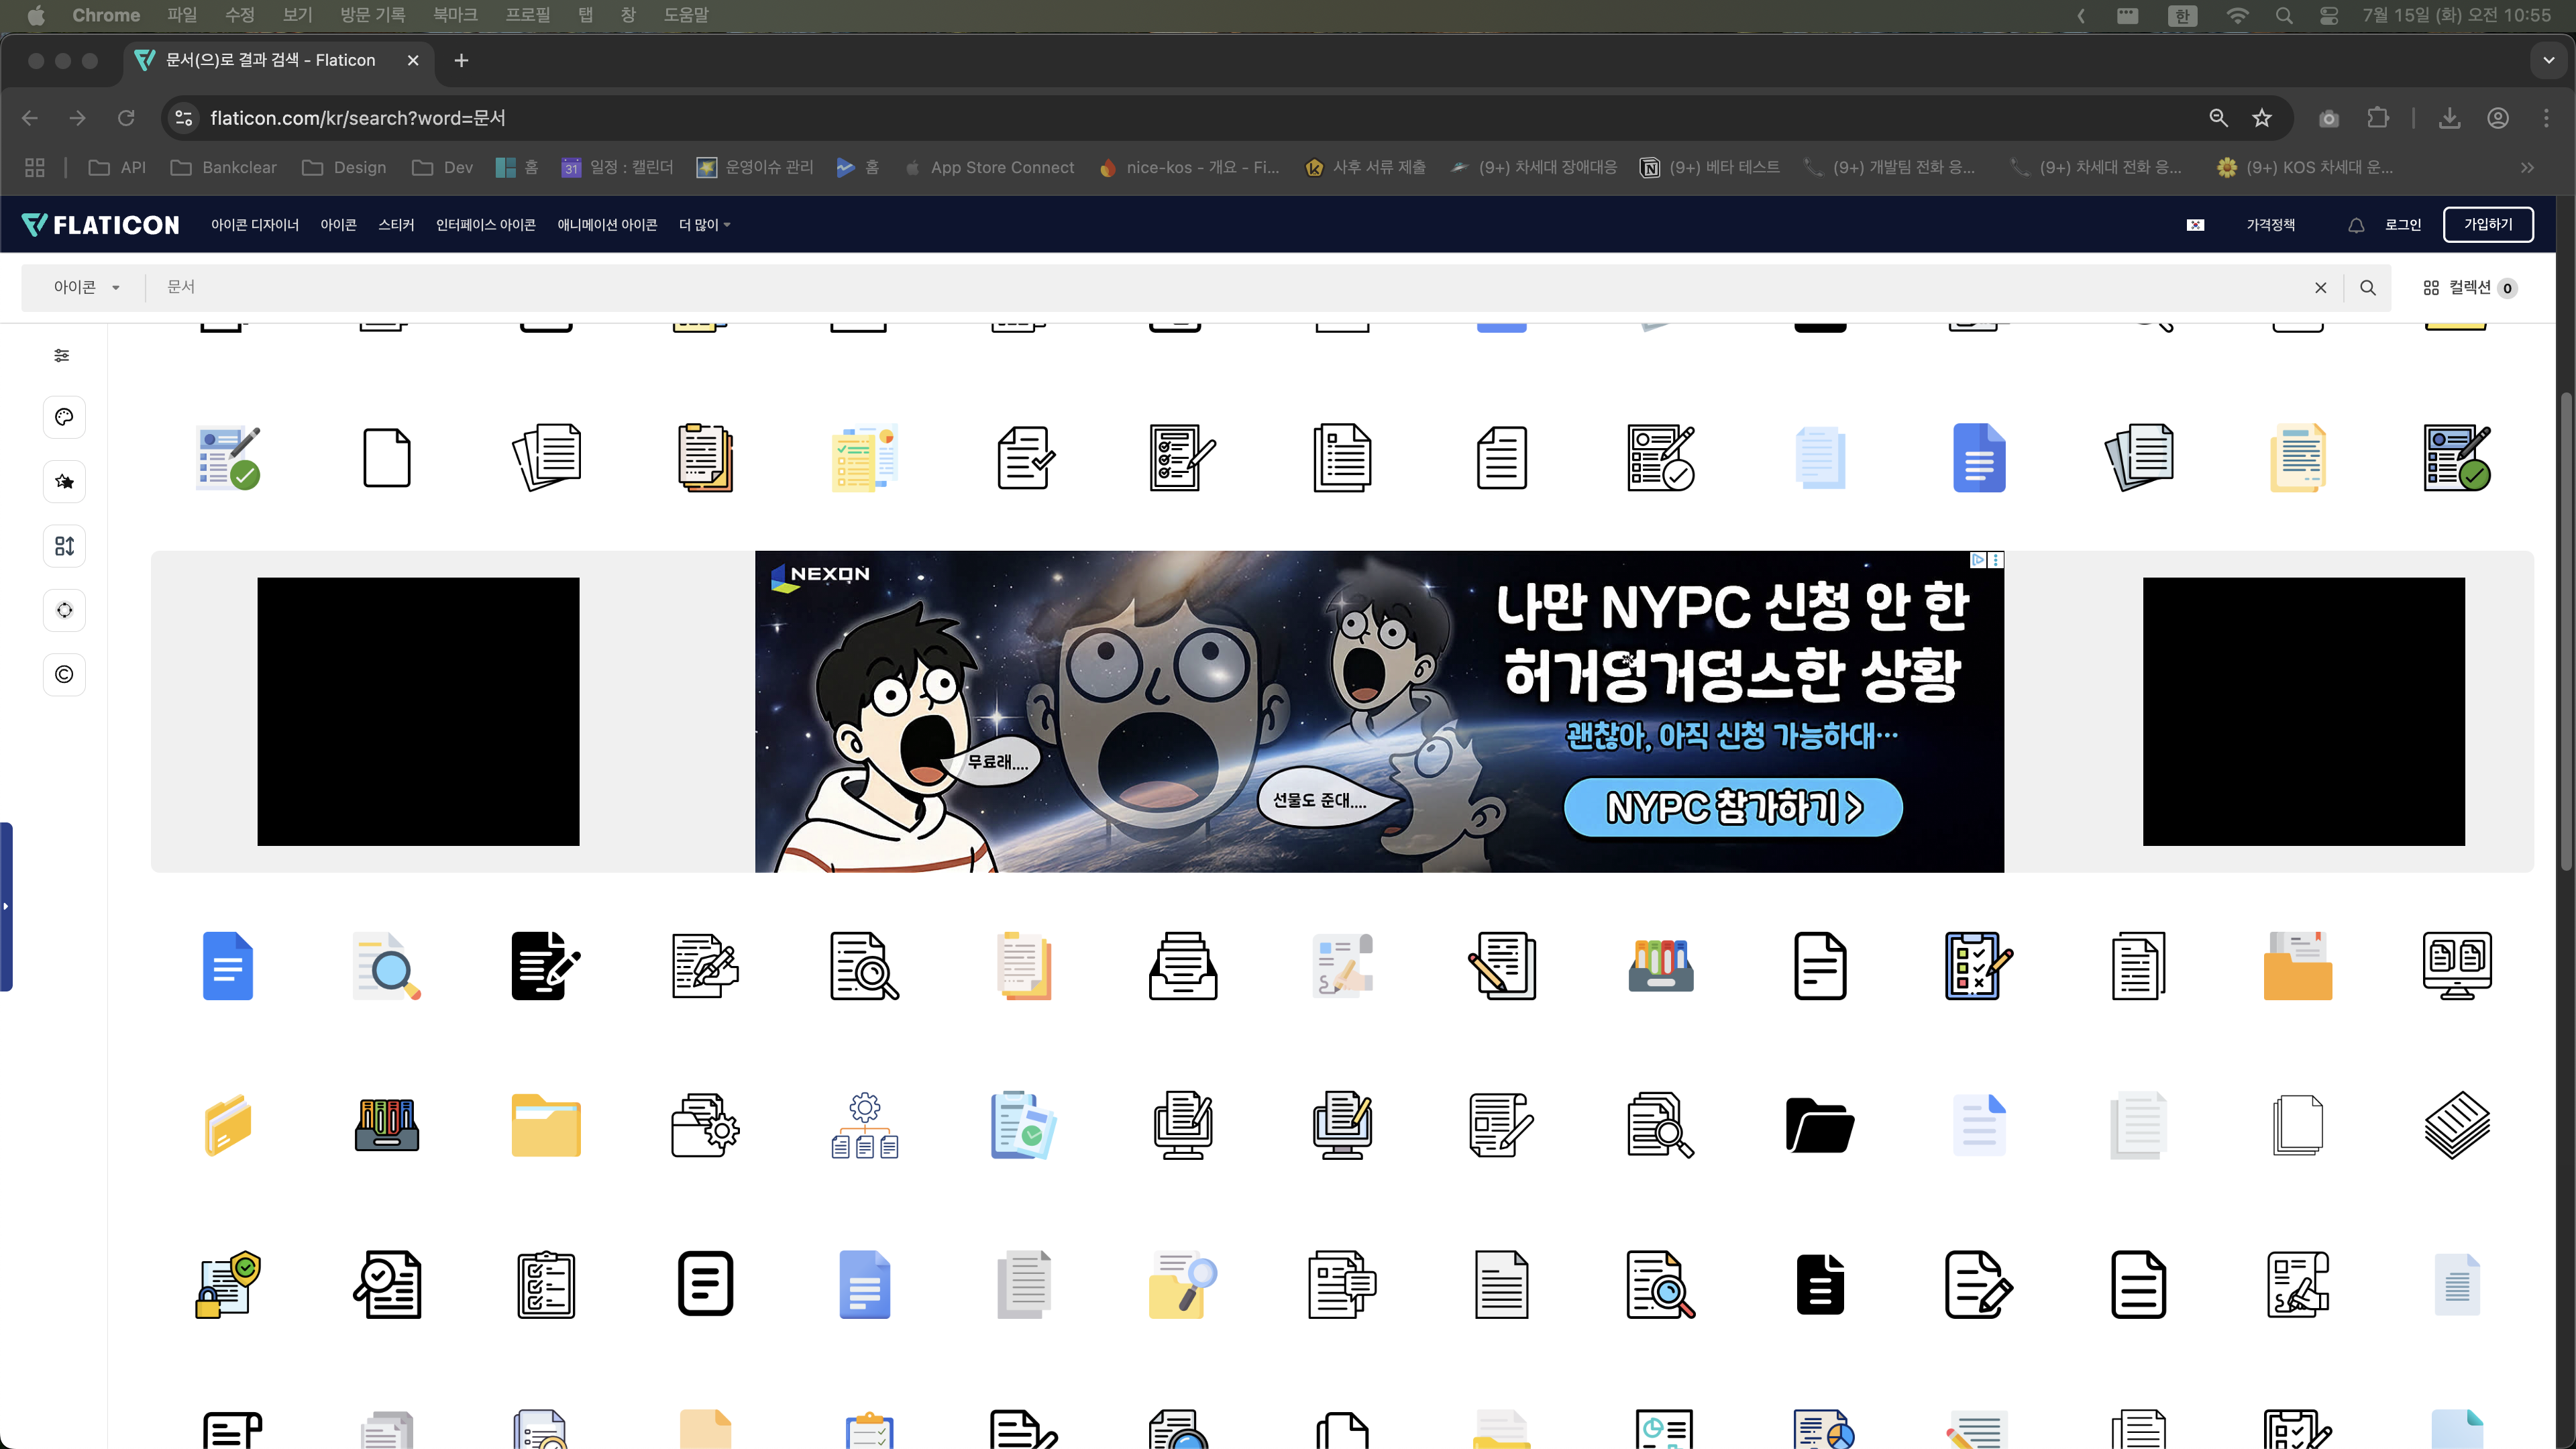 Chrome 파일 수정 보기 방문 기록 북마크 프로필 탭 창 도움말 한 7월 15일 (화) 오전 10:55
문서(으)로 결과 검색 - Flaticon
flaticon.com/kr/search?word=문서
API Bankclear Design Dev 홈 31 일정 : 캘린더 운영이슈 관리 홈 App Store Connect nice-kos - 개요 - Fi... 사후 서류 제출 (9+) 차세대 장애대응 (9+) 베타 테스트 (9+) 개발팀 전화 응... (9+) 차세대 전화 응... (9+) KOS 차세대 운...
FLATICON 아이콘 디자이너 아이콘 스티커 인터페이스 아이콘 애니메이션 아이콘 더 많이 가격정책 로그인 가입하기
아이콘 문서 컬렉션 0
NEXON
나만 NYPC 신청 안 한
허거덩거덩스한 상황
괜찮아, 아직 신청 가능하대...
무료래....
선물도 준대....
NYPC 참가하기 >